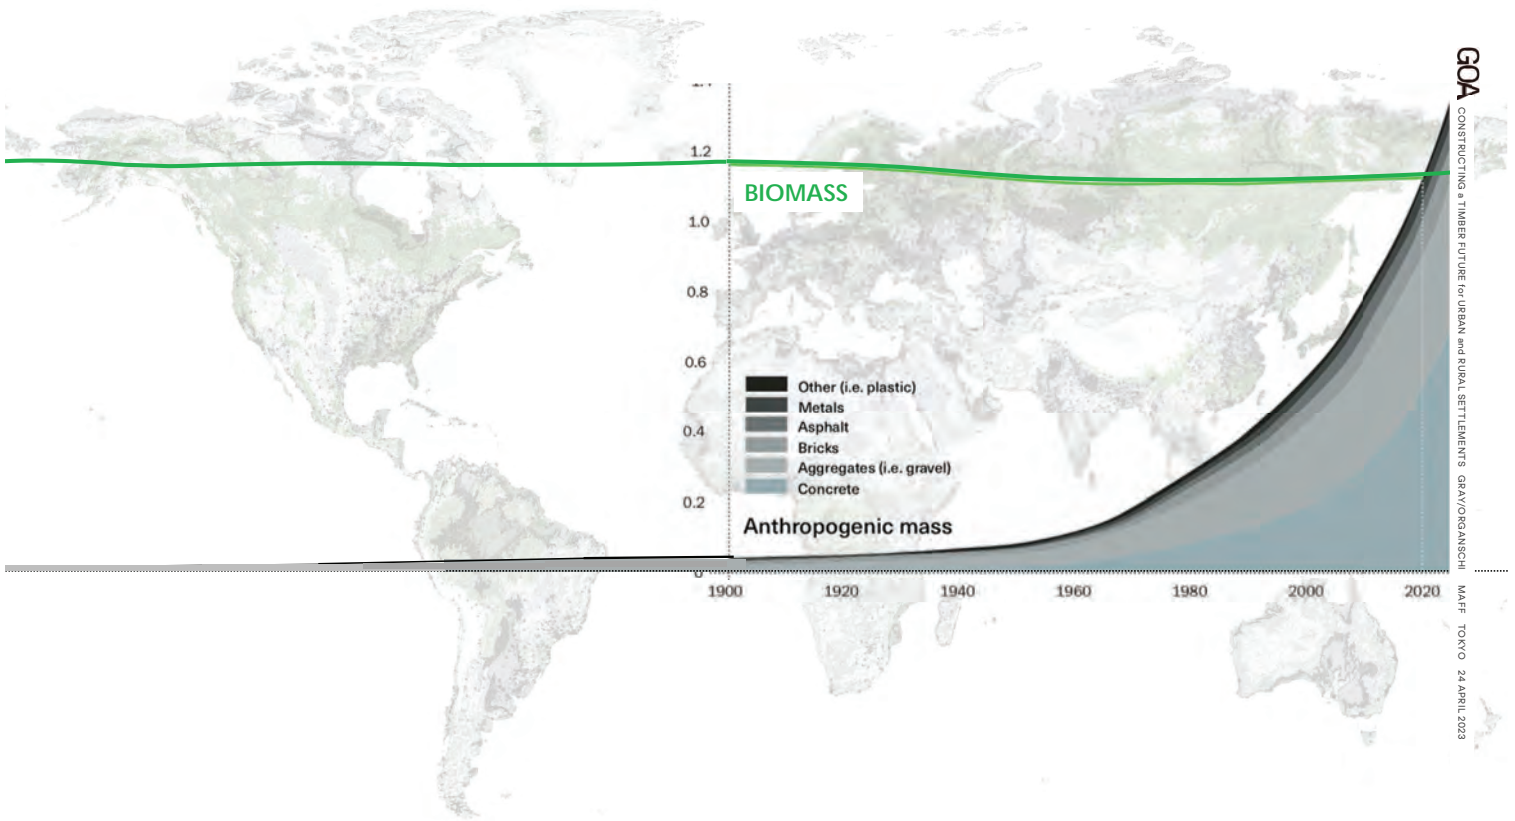 1.2
BIOMASS
1.0
0.8
0.6
0.4
0.2
Other (i.e. plastic)
Metals
Asphalt
Bricks
Aggregates (i.e. gravel)
Concrete
Anthropogenic mass
0
1900 1920 1940 1960 1980 2000 2020
GOA CONSTRUCTING a TIMBER FUTURE for URBAN and RURAL SETTLEMENTS GRAY/ORGANSCHI MAFF TOKYO 24 APRIL 2023